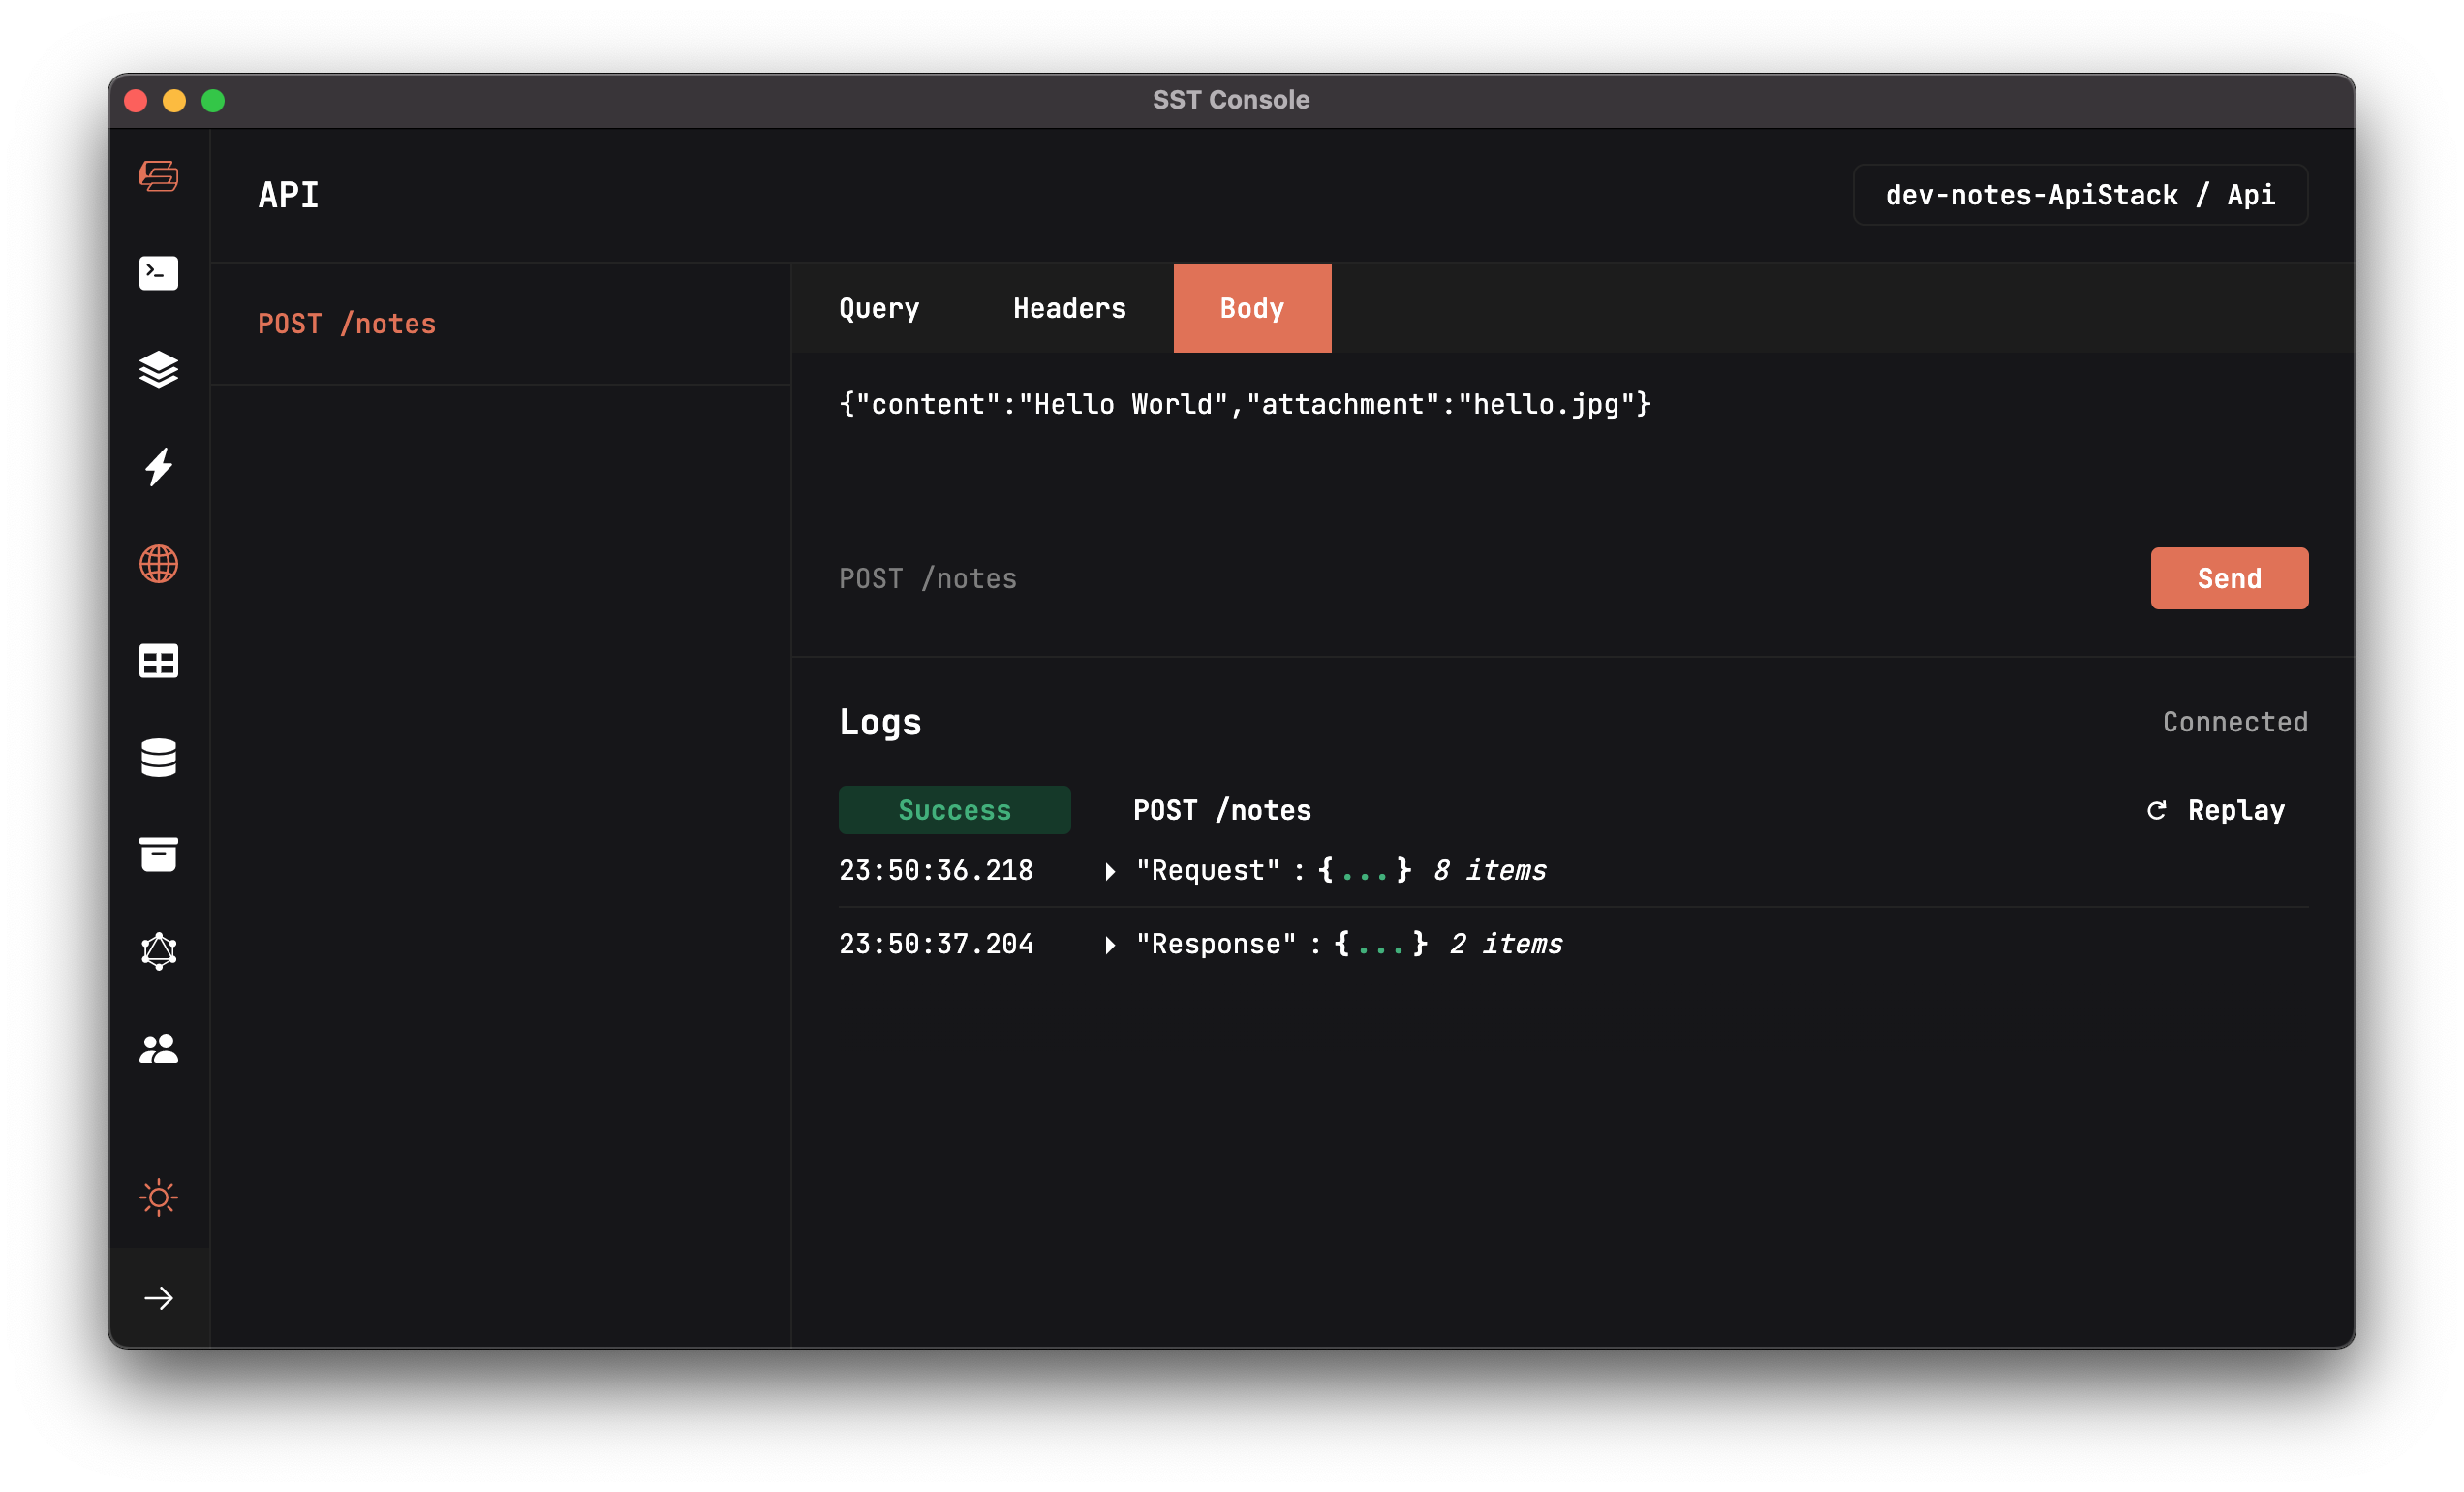 SST Console
API
dev-notes-ApiStack / Api
POST /notes
Query Headers Body
{"content":"Hello World","attachment":"hello.jpg"}
POST /notes
Send
Logs
Connected
Success POST /notes Replay
23:50:36.218 "Request" : {...} 8 items
23:50:37.204 "Response" : {...} 2 items